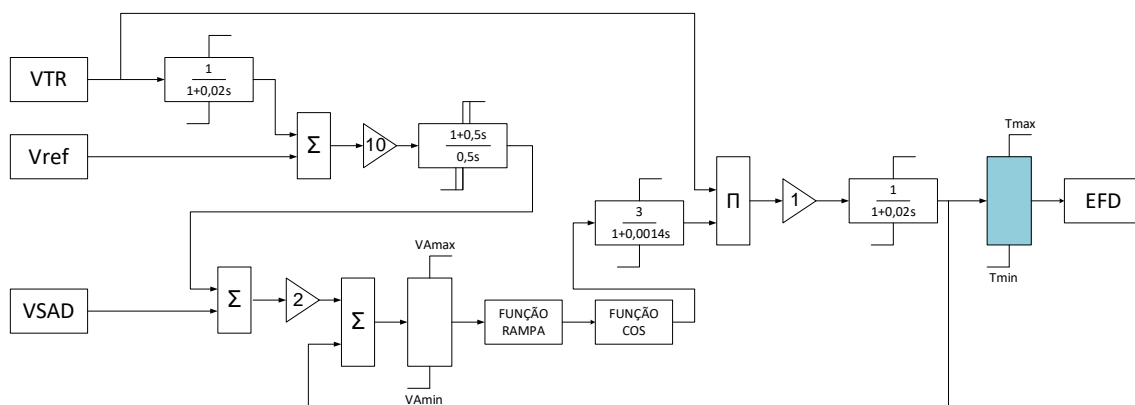 VTR
1
1+0,02s
Vref
Σ
10
1+0,5s
0,5s
VSAD
Σ
2
Σ
VAmax
VAmin
FUNÇÃO
RAMPA
FUNÇÃO
COS
3
1+0,0014s
Π
1
1
1+0,02s
Tmax
Tmin
EFD